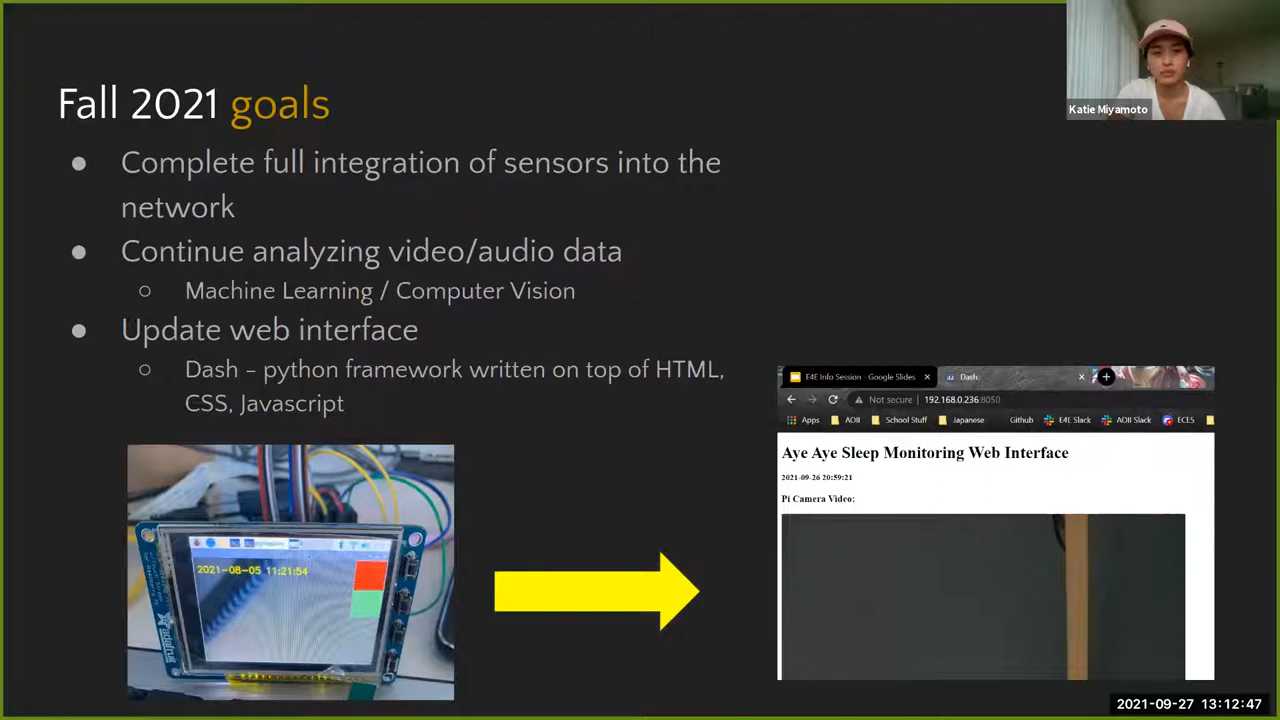 Fall 2021 goals
Katie Miyamoto
● Complete full integration of sensors into the
network
● Continue analyzing video/audio data
○ Machine Learning / Computer Vision
● Update web interface
○ Dash - python framework written on top of HTML,
CSS, Javascript
2021-08-05 11:21:54
adafruit
E4E Info Session - Google Slides
Dash
Not secure | 192.168.0.236:8050
Apps AOII School Stuff Japanese Github E4E Slack AOII Slack ECE5
Aye Aye Sleep Monitoring Web Interface
2021-09-26 20:59:21
Pi Camera Video:
2021-09-27 13:12:47